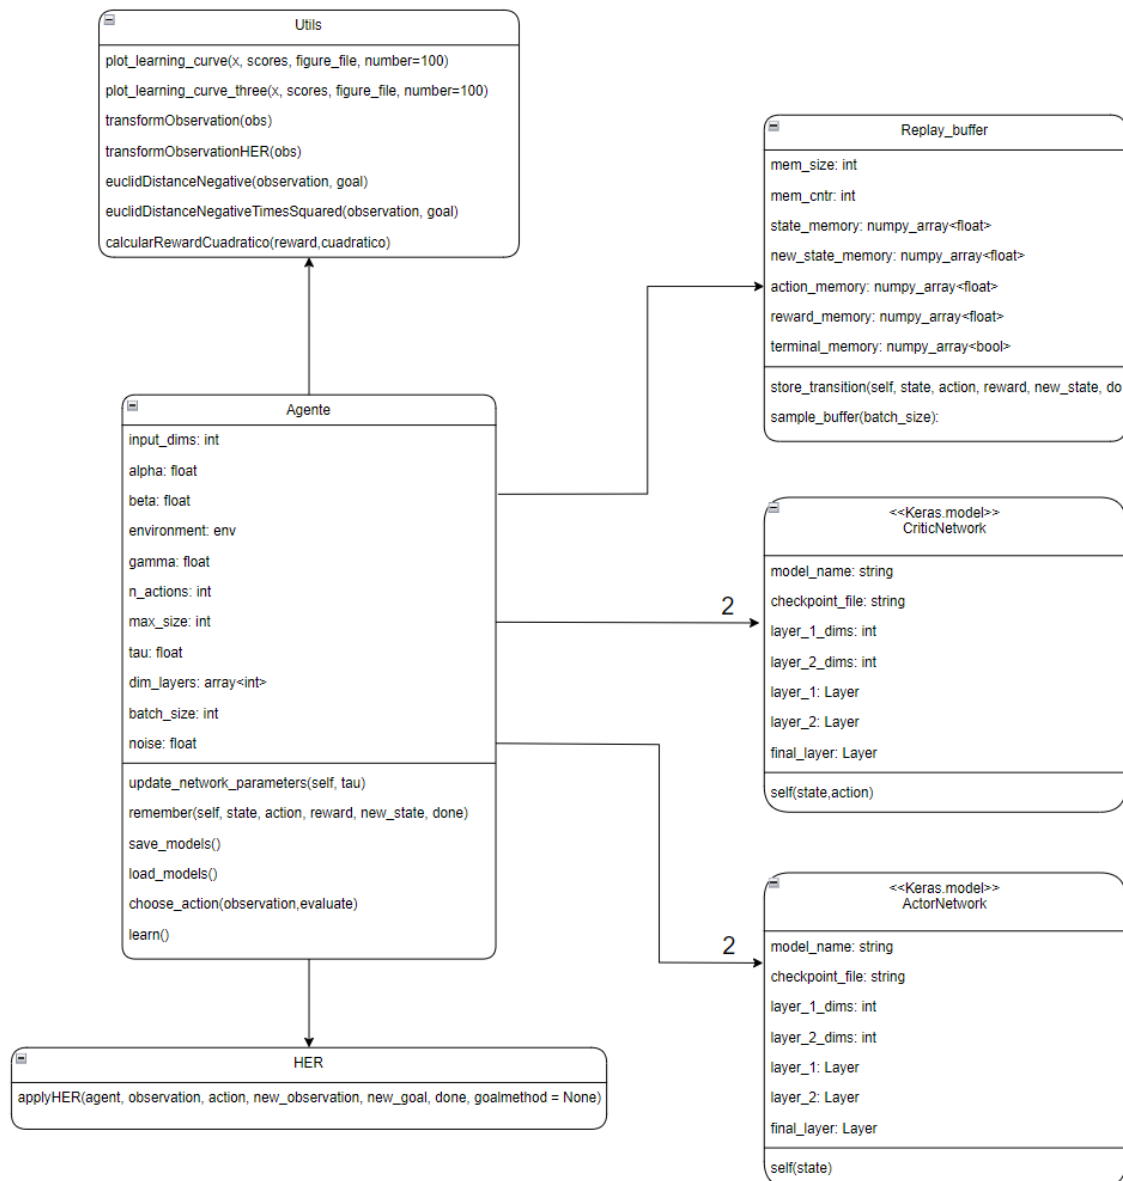 Utils
plot_learning_curve(x, scores, figure_file, number=100)
plot_learning_curve_three(x, scores, figure_file, number=100)
transformObservation(obs)
transformObservationHER(obs)
euclidDistanceNegative(observation, goal)
euclidDistanceNegativeTimesSquared(observation, goal)
calcularRewardCuadratico(reward,cuadratico)
Replay_buffer
mem_size: int
mem_cntr: int
state_memory: numpy_array<float>
new_state_memory: numpy_array<float>
action_memory: numpy_array<float>
reward_memory: numpy_array<float>
terminal_memory: numpy_array<bool>
store_transition(self, state, action, reward, new_state, do
sample_buffer(batch_size):
Agente
input_dims: int
alpha: float
beta: float
environment: env
gamma: float
n_actions: int
max_size: int
tau: float
dim_layers: array<int>
batch_size: int
noise: float
update_network_parameters(self, tau)
remember(self, state, action, reward, new_state, done)
save_models()
load_models()
choose_action(observation,evaluate)
learn()
2
<<Keras.model>>
CriticNetwork
model_name: string
checkpoint_file: string
layer_1_dims: int
layer_2_dims: int
layer_1: Layer
layer_2: Layer
final_layer: Layer
self(state,action)
2
<<Keras.model>>
ActorNetwork
model_name: string
checkpoint_file: string
layer_1_dims: int
layer_2_dims: int
layer_1: Layer
layer_2: Layer
final_layer: Layer
self(state)
HER
applyHER(agent, observation, action, new_observation, new_goal, done, goalmethod = None)